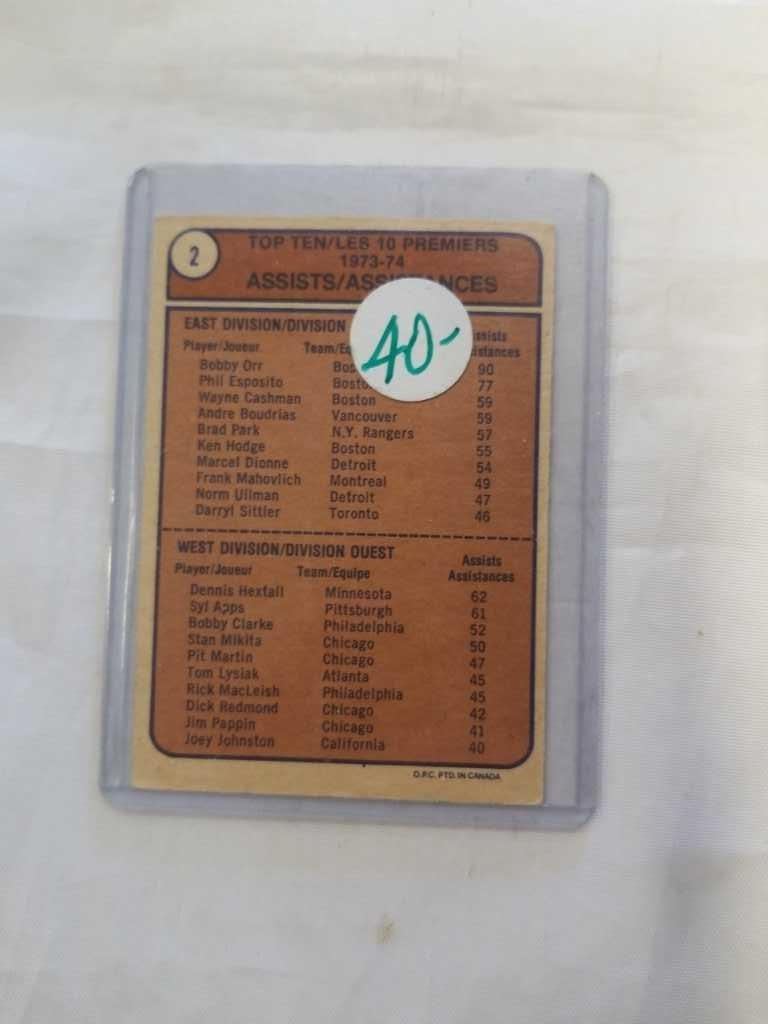 2
TOP TEN/LES 10 PREMIERS
1973-74
ASSISTS/ASSISTANCES
40-
EAST DIVISION/DIVISION
Player/Joueur
Bobby Orr 90
Phil Esposito 77
Wayne Cashman Boston 59
Andre Boudrias Vancouver 59
Brad Park N.Y. Rangers 57
Ken Hodge Boston 55
Marcel Dionne Detroit 54
Frank Mahovlich Montreal 49
Norm Ullman Detroit 47
Darryl Sittler Toronto 46
WEST DIVISION/DIVISION OUEST Assists
Player/Joueur Team/Equipe Assistances
Dennis Hextall Minnesota 62
Syl Apps Pittsburgh 61
Bobby Clarke Philadelphia 52
Stan Mikita Chicago 50
Pit Martin Chicago 47
Tom Lysiak Atlanta 45
Rick MacLeish Philadelphia 45
Dick Redmond Chicago 42
Jim Pappin Chicago 41
Joey Johnston California 40
O.P.C. PTD. IN CANADA